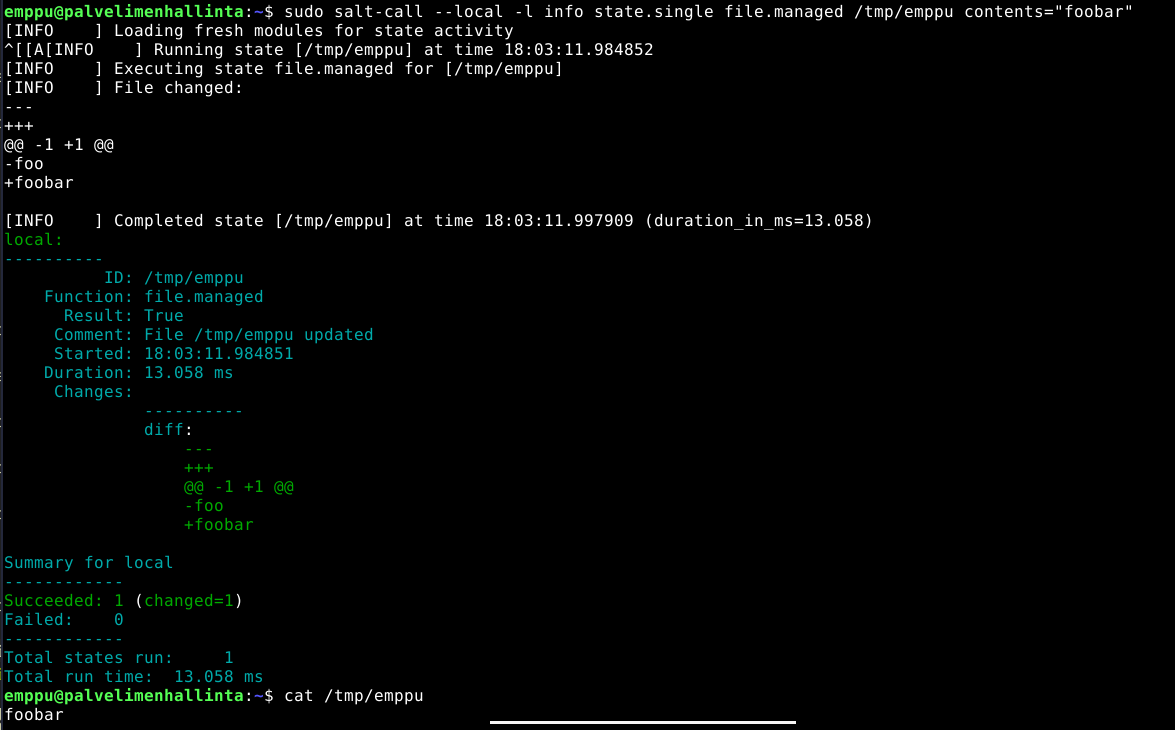 emppu@palvelimenhallinta:~$ sudo salt-call --local -l info state.single file.managed /tmp/emppu contents="foobar"
[INFO    ] Loading fresh modules for state activity
^[[A[INFO    ] Running state [/tmp/emppu] at time 18:03:11.984852
[INFO    ] Executing state file.managed for [/tmp/emppu]
[INFO    ] File changed:
---
+++
@@ -1 +1 @@
-foo
+foobar

[INFO    ] Completed state [/tmp/emppu] at time 18:03:11.997909 (duration_in_ms=13.058)
local:
----------
          ID: /tmp/emppu
    Function: file.managed
      Result: True
     Comment: File /tmp/emppu updated
     Started: 18:03:11.984851
    Duration: 13.058 ms
     Changes:
              ----------
              diff:
                  ---
                  +++
                  @@ -1 +1 @@
                  -foo
                  +foobar

Summary for local
------------
Succeeded: 1 (changed=1)
Failed:    0
------------
Total states run:     1
Total run time:  13.058 ms
emppu@palvelimenhallinta:~$ cat /tmp/emppu
foobar